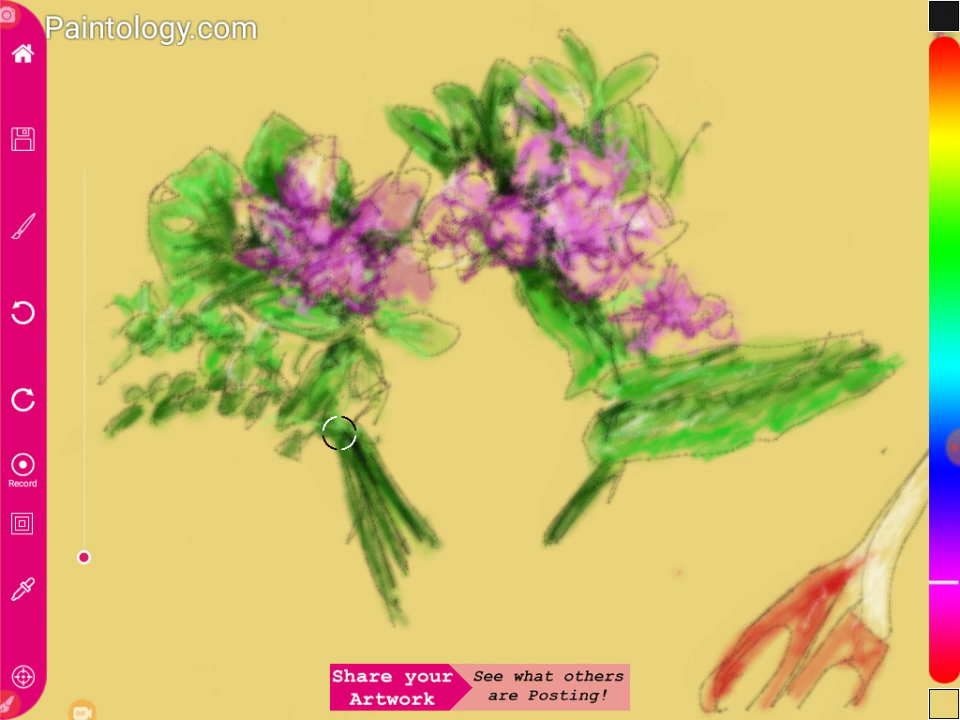 Paintology.com
Record
Share your
Artwork
See what others
are Posting!